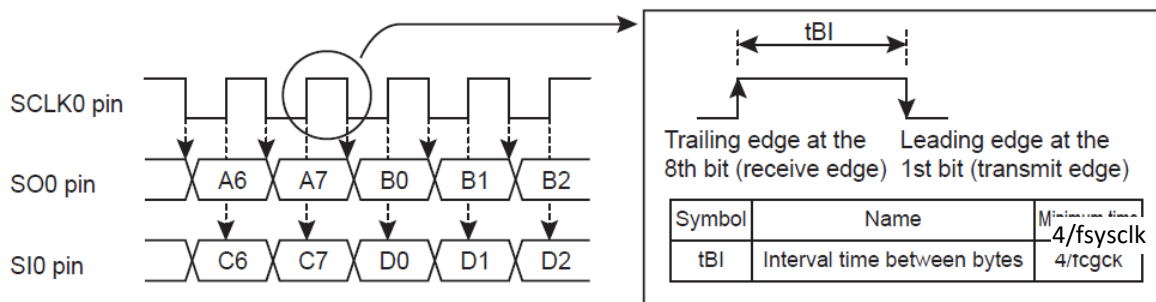 tBI
SCLK0 pin
Trailing edge at the
8th bit (receive edge)
Leading edge at the
1st bit (transmit edge)
SO0 pin A6 A7 B0 B1 B2
Symbol Name Minimum time
4/fsysclk
tBI Interval time between bytes 4/fcgck
SI0 pin C6 C7 D0 D1 D2